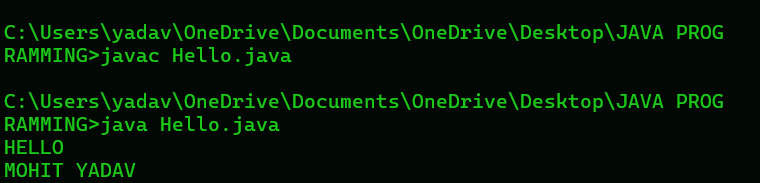 C:\Users\yadav\OneDrive\Documents\OneDrive\Desktop\JAVA PROG
RAMMING>javac Hello.java
C:\Users\yadav\OneDrive\Documents\OneDrive\Desktop\JAVA PROG
RAMMING>java Hello.java
HELLO
MOHIT YADAV